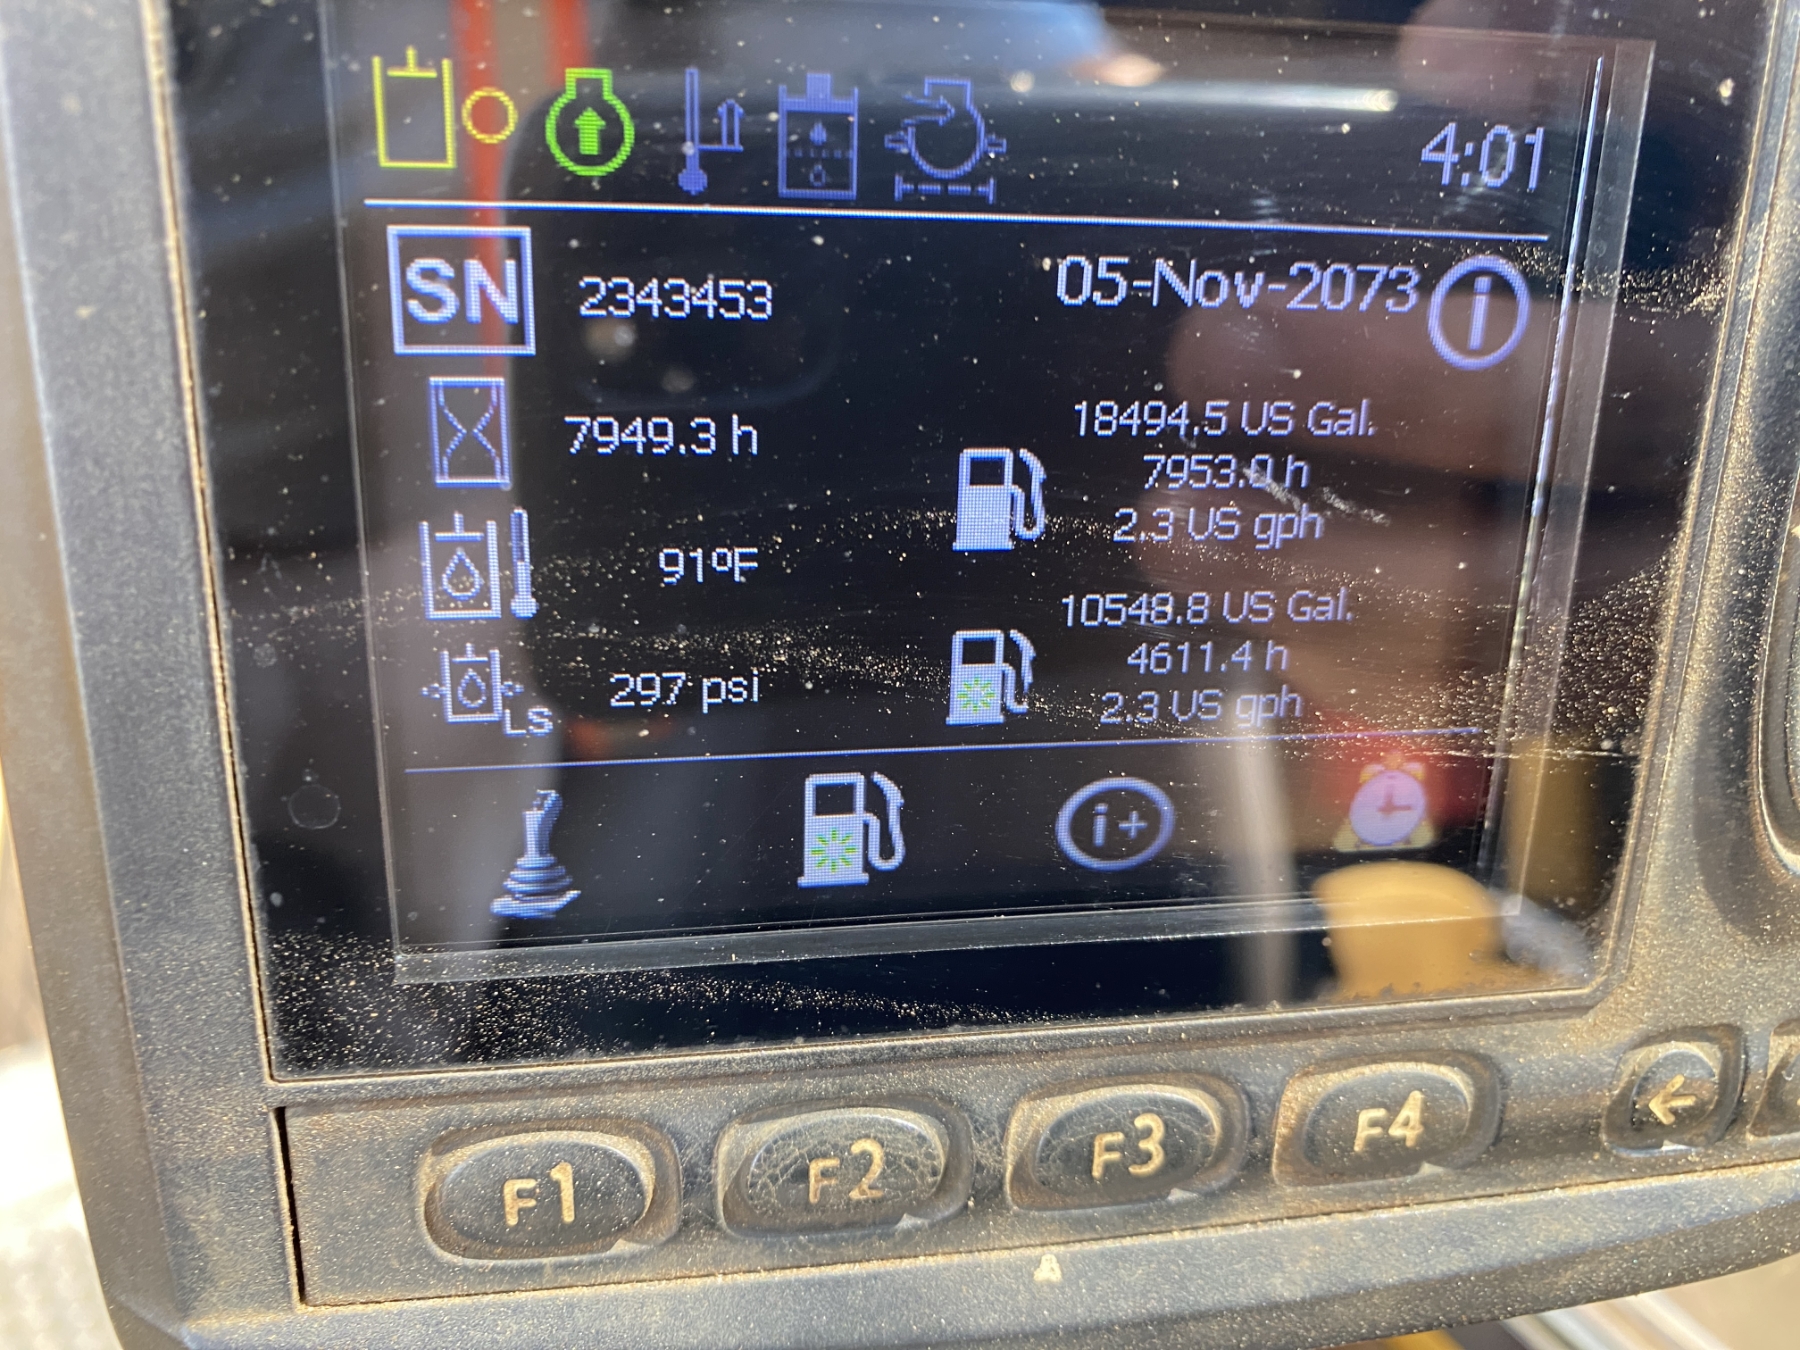 4:01
SN 2343453
05-Nov-2073 i
7949.3 h
18494.5 US Gal.
7953.0 h
2.3 US gph
91ºF
10548.8 US Gal.
4611.4 h
2.3 US gph
LS 297 psi
i+
F1 F2 F3 F4